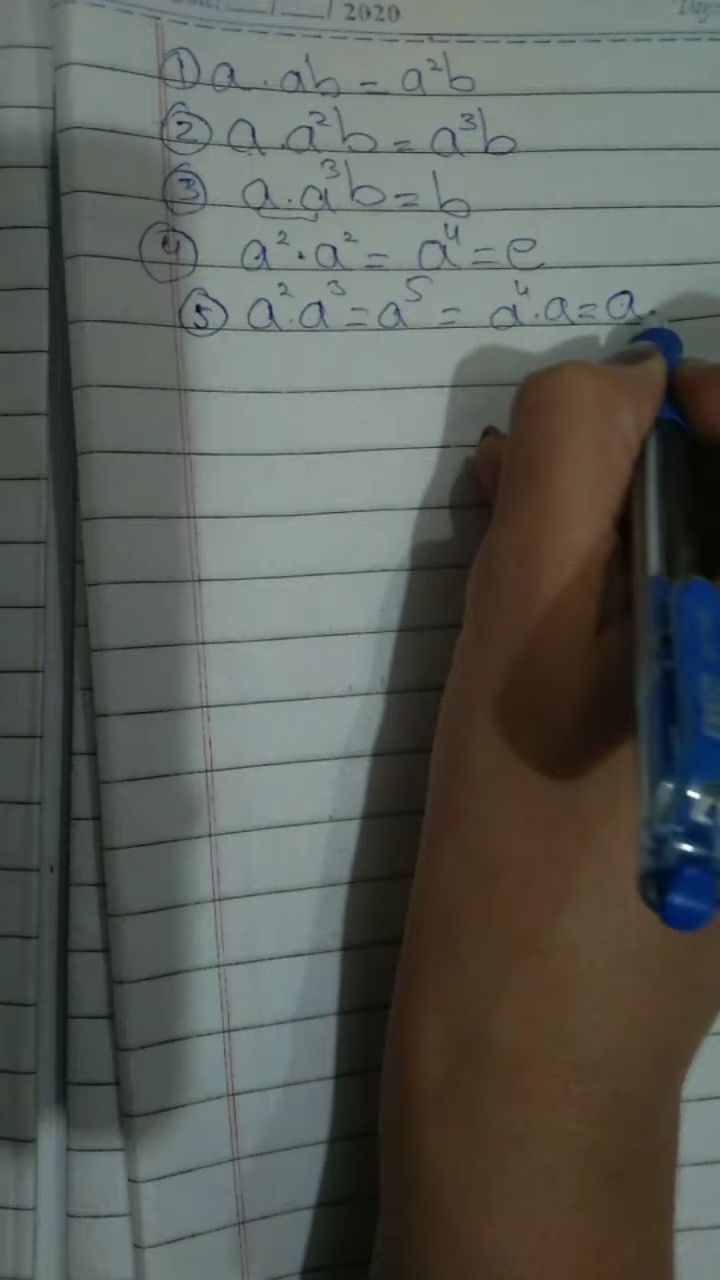 2020
① a · ab = a²b
② a · a²b = a³b
③ a · a³b = b
④ a² · a² = a⁴ = e
⑤ a² · a³ = a⁵ = a⁴ · a = a